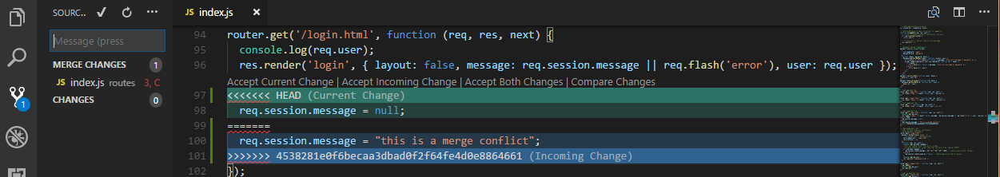 SOURC...
Message (press
MERGE CHANGES 1
JS index.js routes 3, C
CHANGES 0
1
JS index.js
94 router.get('/login.html', function (req, res, next) {
95 console.log(req.user);
96 res.render('login', { layout: false, message: req.session.message || req.flash('error'), user: req.user });
Accept Current Change | Accept Incoming Change | Accept Both Changes | Compare Changes
97 <<<<<<< HEAD (Current Change)
98 req.session.message = null;
99 =======
100 req.session.message = "this is a merge conflict";
101 >>>>>>> 4538281e0f6becaa3dbad0f2f64fe4d0e8864661 (Incoming Change)
102 });